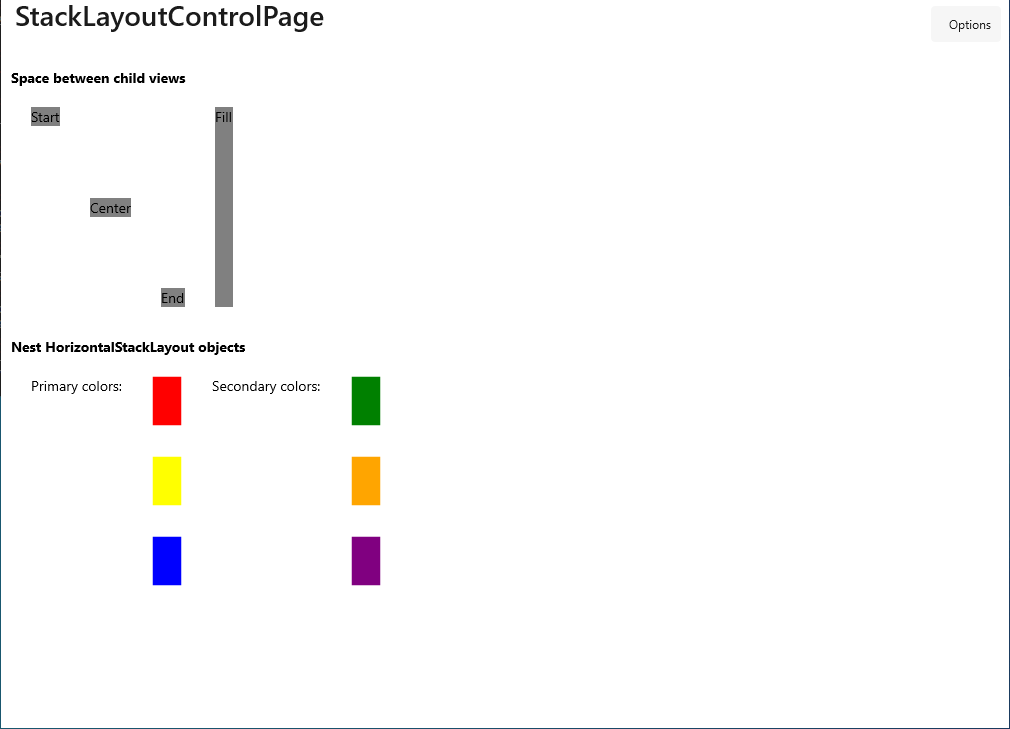 StackLayoutControlPage
Options
Space between child views
Start
Fill
Center
End
Nest HorizontalStackLayout objects
Primary colors:
Secondary colors: